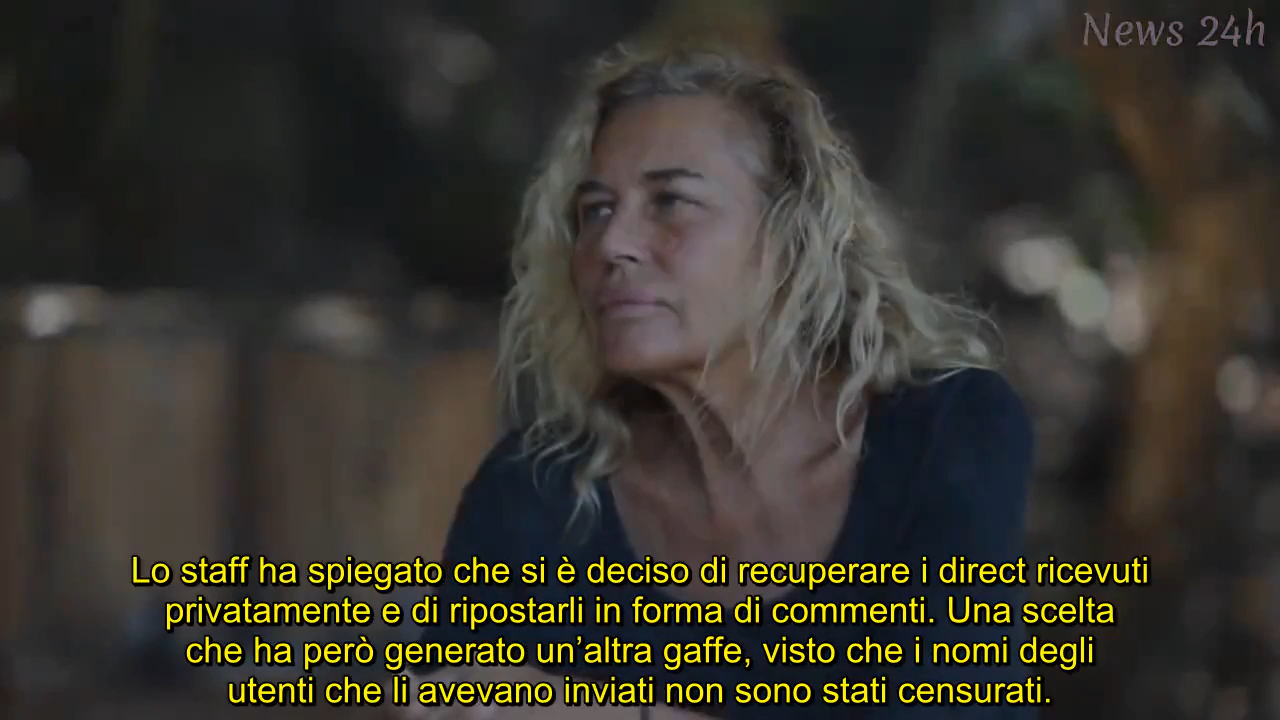 News 24h
Lo staff ha spiegato che si è deciso di recuperare i direct ricevuti
privatamente e di ripostarli in forma di commenti. Una scelta
che ha però generato un’altra gaffe, visto che i nomi degli
utenti che li avevano inviati non sono stati censurati.